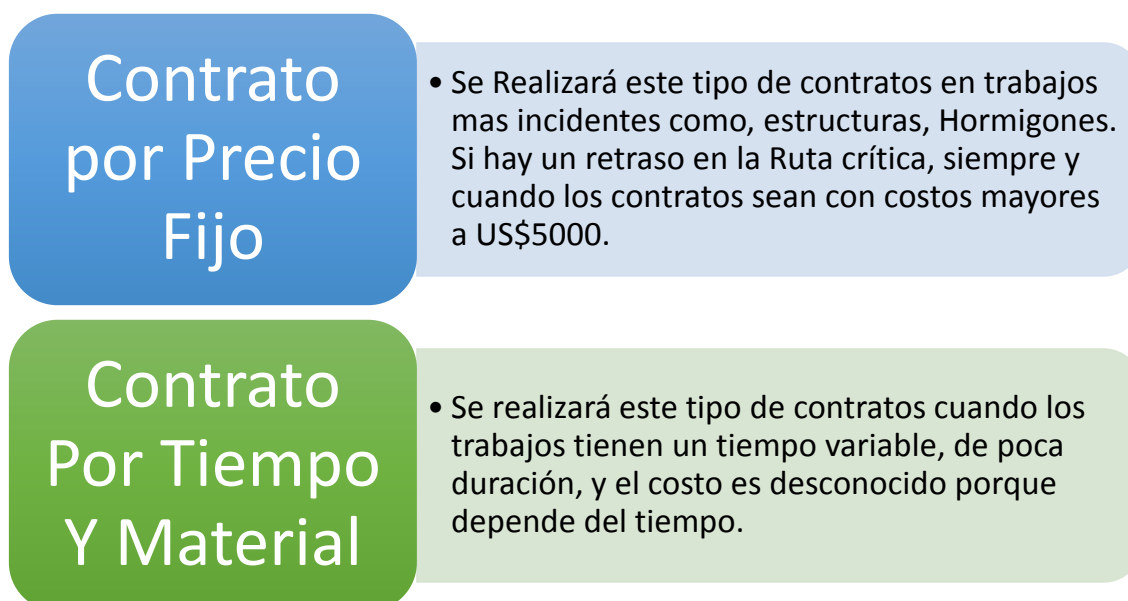 Contrato
por Precio
Fijo
• Se Realizará este tipo de contratos en trabajos
mas incidentes como, estructuras, Hormigones.
Si hay un retraso en la Ruta crítica, siempre y
cuando los contratos sean con costos mayores
a US$5000.
Contrato
Por Tiempo
Y Material
• Se realizará este tipo de contratos cuando los
trabajos tienen un tiempo variable, de poca
duración, y el costo es desconocido porque
depende del tiempo.